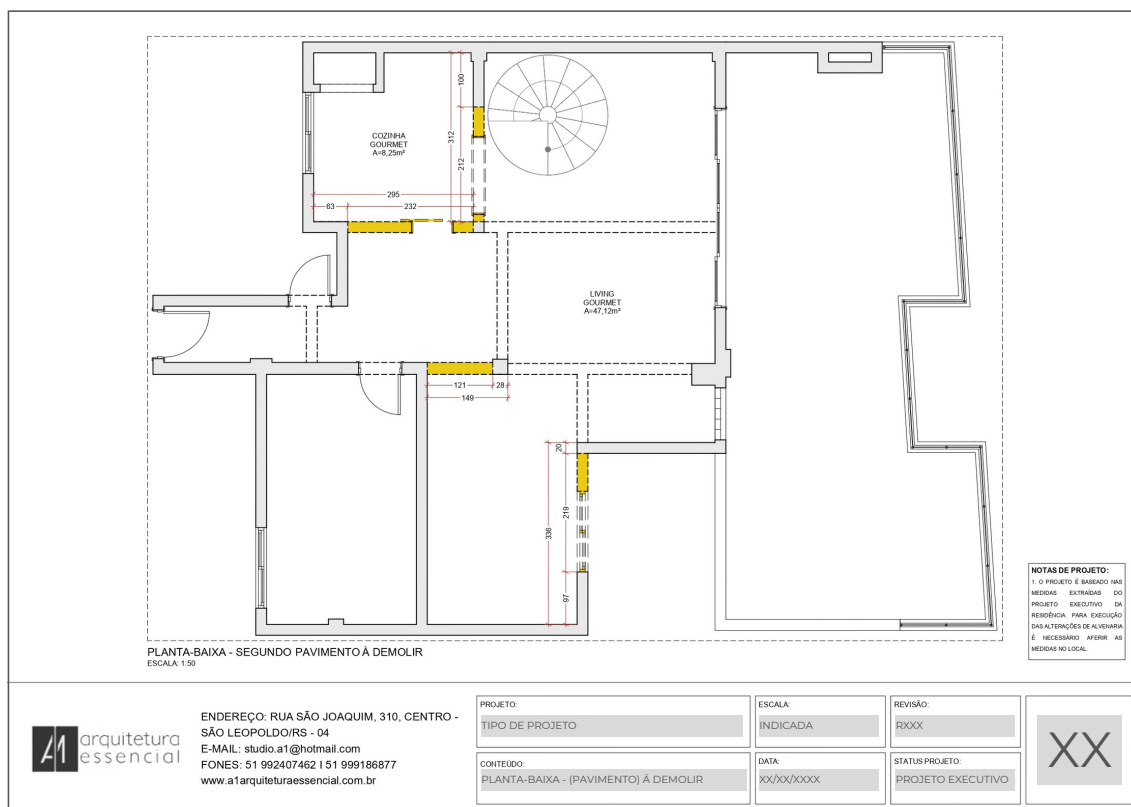 100
312
212
COZINHA
GOURMET
A=8,25m²
295
63
232
LIVING
GOURMET
A=47,12m²
121
28
149
20
219
336
97
NOTAS DE PROJETO:
1. O PROJETO É BASEADO NAS
MEDIDAS EXTRAÍDAS DO
PROJETO EXECUTIVO DA
RESIDÊNCIA. PARA EXECUÇÃO
DAS ALTERAÇÕES DE ALVENARIA
É NECESSÁRIO AFERIR AS
MEDIDAS NO LOCAL.
PLANTA-BAIXA - SEGUNDO PAVIMENTO À DEMOLIR
ESCALA: 1:50
A1 arquitetura
essencial
ENDEREÇO: RUA SÃO JOAQUIM, 310, CENTRO -
SÃO LEOPOLDO/RS - 04
E-MAIL: studio.a1@hotmail.com
FONES: 51 992407462 I 51 999186877
www.a1arquiteturaessencial.com.br
PROJETO:
TIPO DE PROJETO
ESCALA:
INDICADA
REVISÃO:
RXXX
CONTEÚDO:
PLANTA-BAIXA - (PAVIMENTO) À DEMOLIR
DATA:
XX/XX/XXXX
STATUS PROJETO:
PROJETO EXECUTIVO
XX